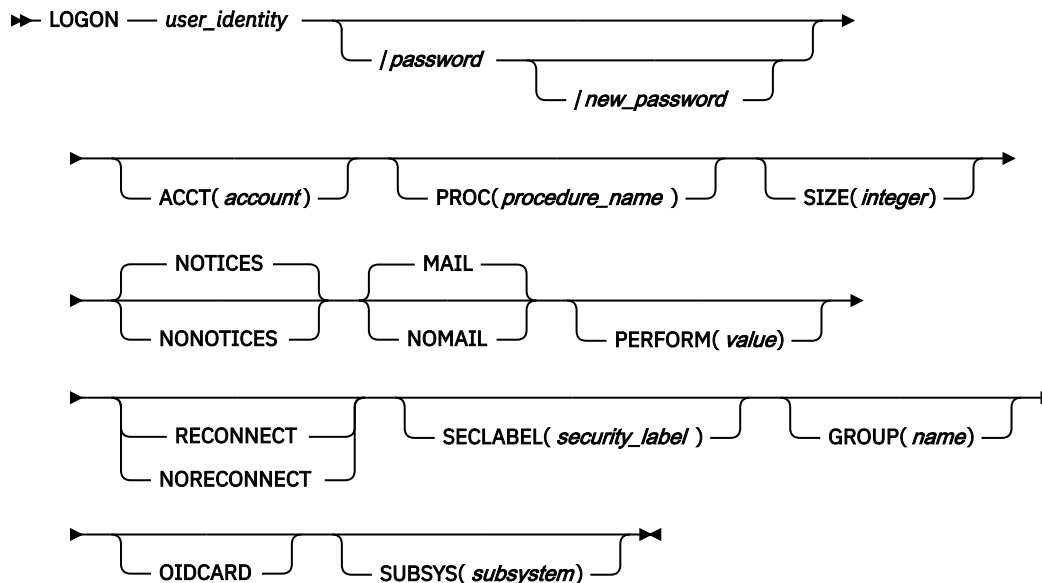 LOGON user_identity
/password
/new_password
ACCT( account) PROC(procedure_name ) SIZE(integer)
NOTICES MAIL
NONOTICES NOMAIL PERFORM( value)
RECONNECT SECLABEL( security_label ) GROUP( name)
NORECONNECT
OIDCARD SUBSYS( subsystem)